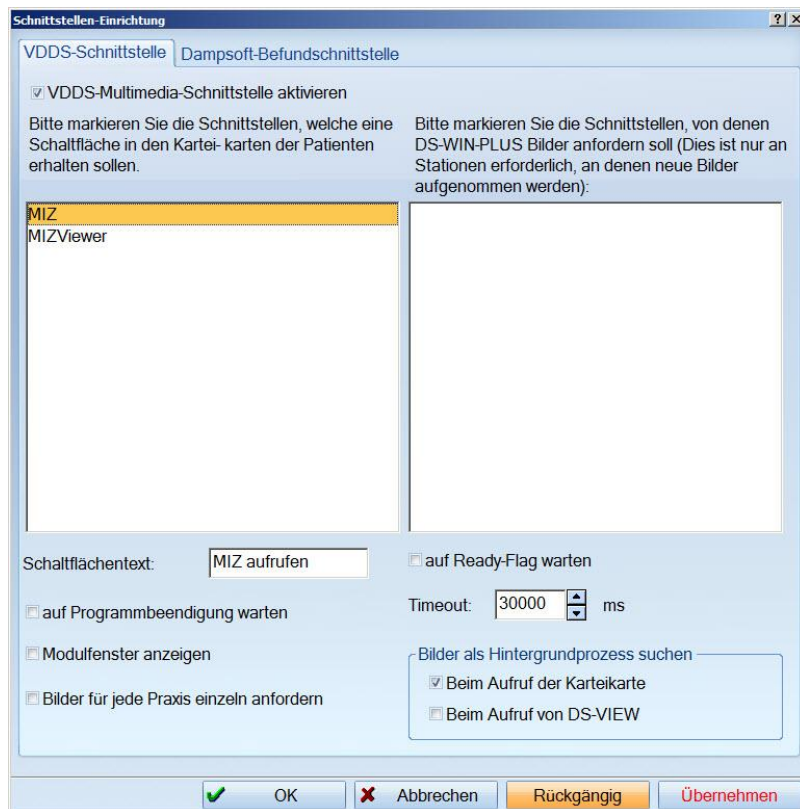 Schnittstellen-Einrichtung
VDDS-Schnittstelle
Dampsoft-Befundschnittstelle
VDDS-Multimedia-Schnittstelle aktivieren
Bitte markieren Sie die Schnittstellen, welche eine
Schaltfläche in den Kartei- karten der Patienten
erhalten sollen.
Bitte markieren Sie die Schnittstellen, von denen
DS-WIN-PLUS Bilder anfordern soll (Dies ist nur an
Stationen erforderlich, an denen neue Bilder
aufgenommen werden):
MIZ
MIZViewer
Schaltflächentext:
MIZ aufrufen
auf Programmbeendigung warten
Modulfenster anzeigen
Bilder für jede Praxis einzeln anfordern
auf Ready-Flag warten
Timeout: 30000 ms
Bilder als Hintergrundprozess suchen
Beim Aufruf der Karteikarte
Beim Aufruf von DS-VIEW
OK
Abbrechen
Rückgängig
Übernehmen